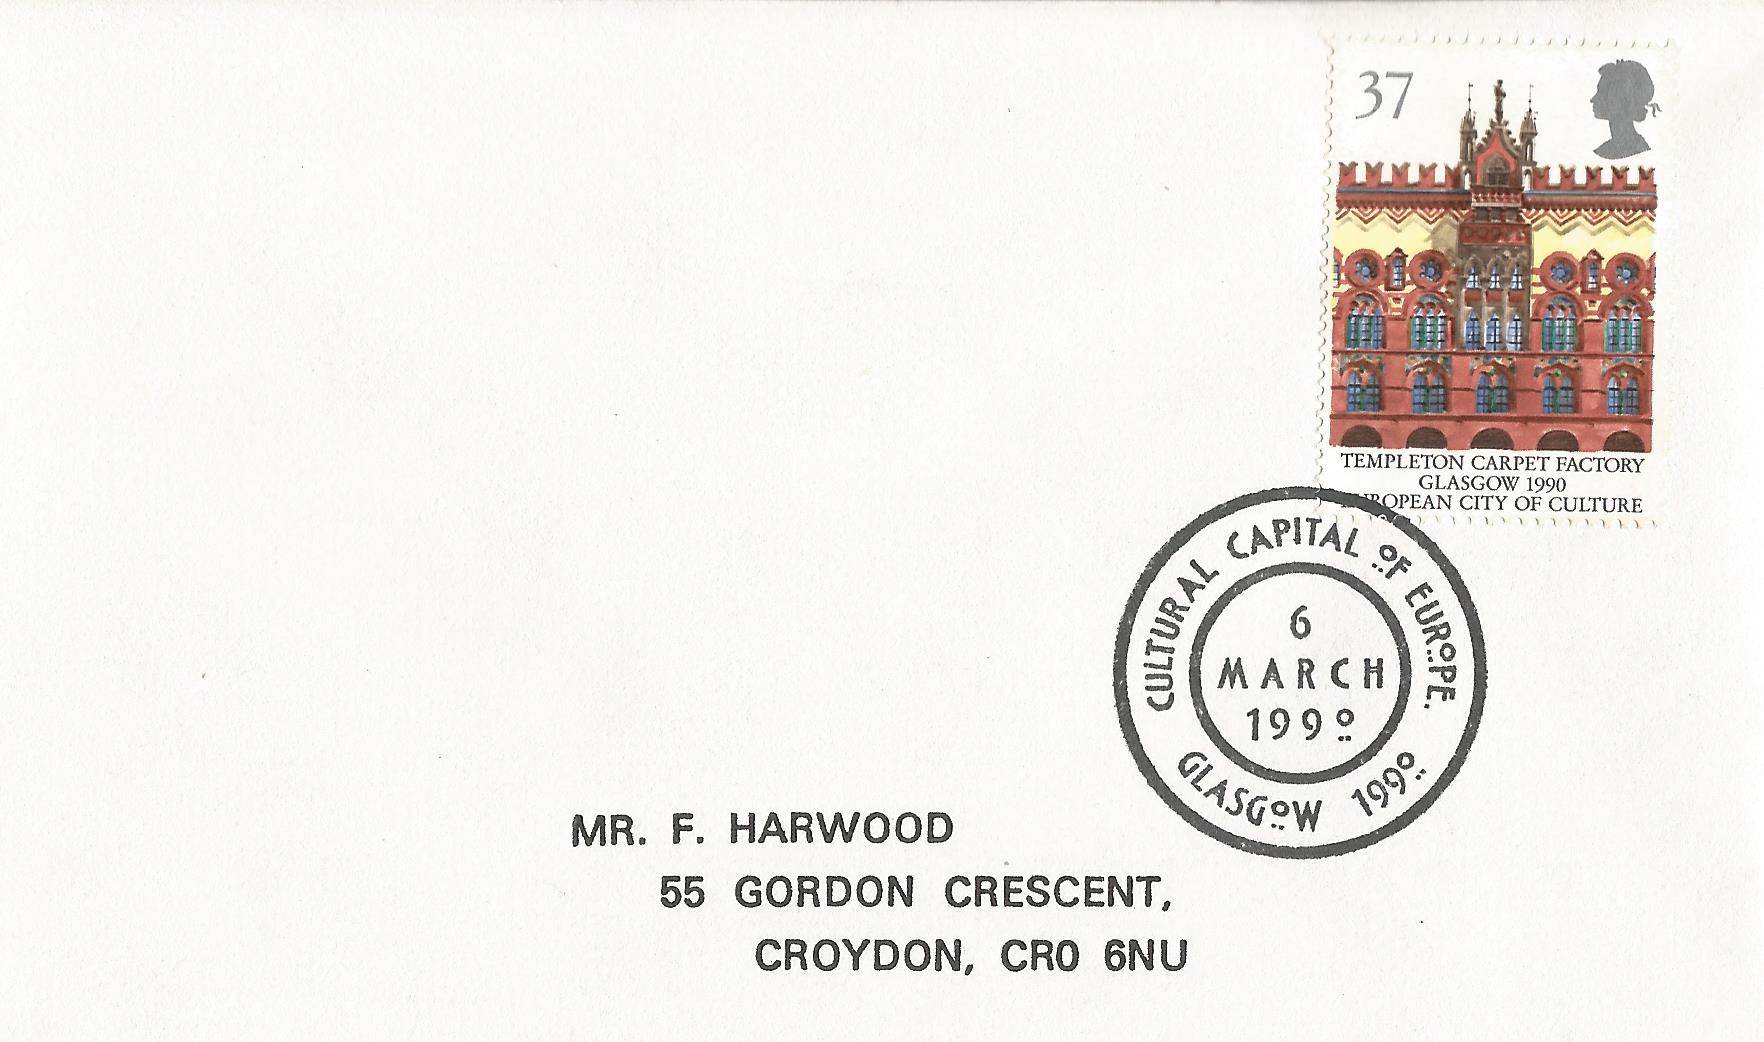 37
TEMPLETON CARPET FACTORY
GLASGOW 1990
EUROPEAN CITY OF CULTURE
CULTURAL CAPITAL OF EUROPE.
6
MARCH
1990
GLASGOW 1990
MR. F. HARWOOD
55 GORDON CRESCENT,
CROYDON, CR0 6NU